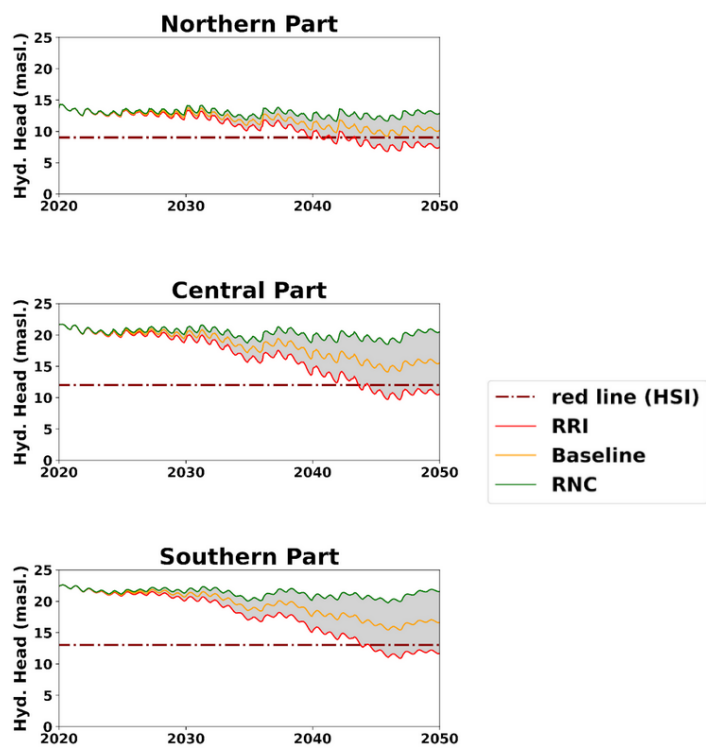 Northern Part
Hyd. Head (masl.)
25
20
15
10
5
0
2020 2030 2040 2050
Central Part
Hyd. Head (masl.)
25
20
15
10
5
0
2020 2030 2040 2050
red line (HSI)
RRI
Baseline
RNC
Southern Part
Hyd. Head (masl.)
25
20
15
10
5
0
2020 2030 2040 2050